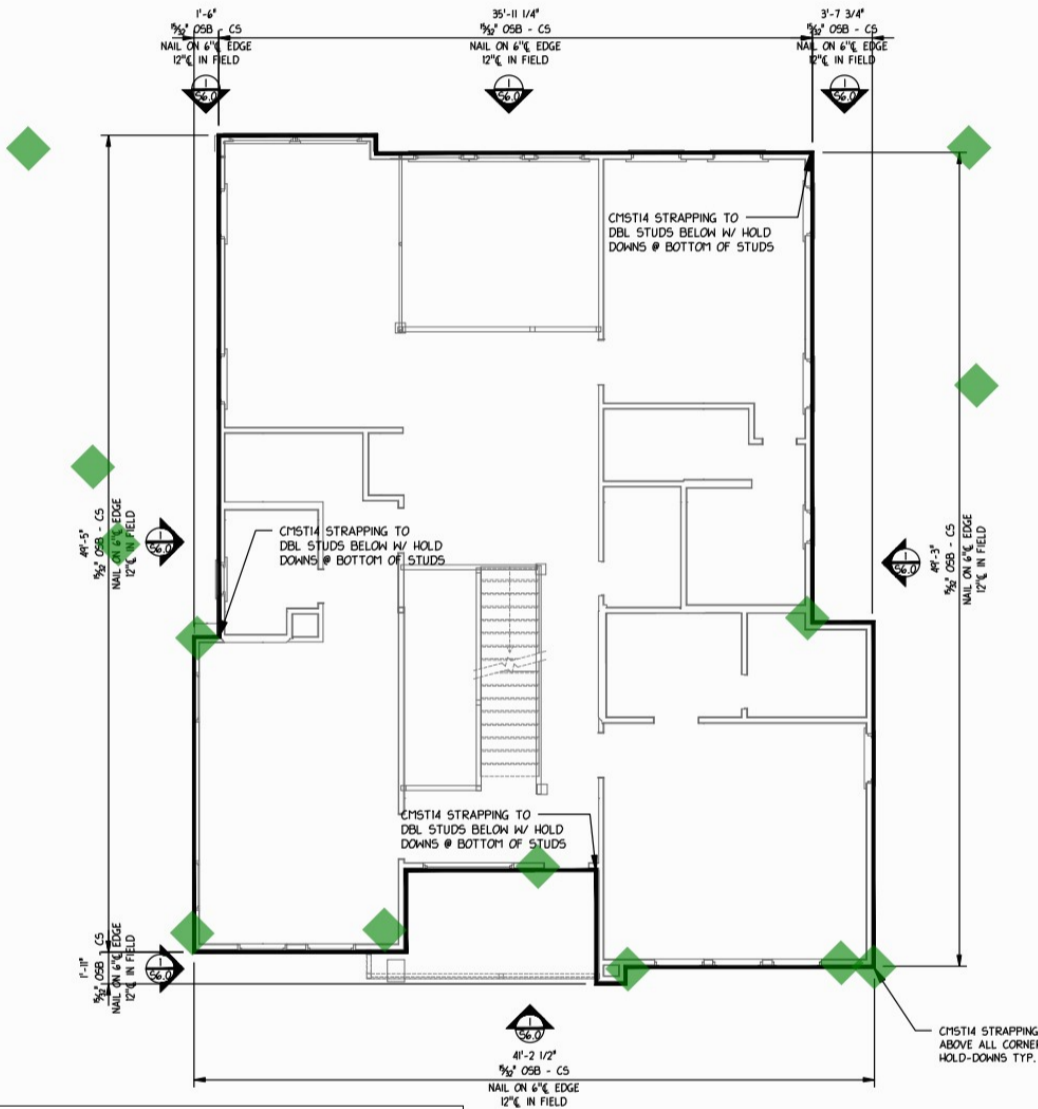 1'-6"
15/32" OSB - CS
NAIL ON 6"℄ EDGE
12"℄ IN FIELD
1
S6.0
35'-11 1/4"
15/32" OSB - CS
NAIL ON 6"℄ EDGE
12"℄ IN FIELD
1
S6.0
3'-7 3/4"
15/32" OSB - CS
NAIL ON 6"℄ EDGE
12"℄ IN FIELD
1
S6.0
CMST14 STRAPPING TO
DBL STUDS BELOW W/ HOLD
DOWNS @ BOTTOM OF STUDS
49'-5"
15/32" OSB - CS
NAIL ON 6"℄ EDGE
12"℄ IN FIELD
1
S6.0
CMST14 STRAPPING TO
DBL STUDS BELOW W/ HOLD
DOWNS @ BOTTOM OF STUDS
1
S6.0
49'-3"
15/32" OSB - CS
NAIL ON 6"℄ EDGE
12"℄ IN FIELD
CMST14 STRAPPING TO
DBL STUDS BELOW W/ HOLD
DOWNS @ BOTTOM OF STUDS
1'-11"
15/32" OSB - CS
NAIL ON 6"℄ EDGE
12"℄ IN FIELD
1
S6.0
1
S6.0
41'-2 1/2"
15/32" OSB - CS
NAIL ON 6"℄ EDGE
12"℄ IN FIELD
CMST14 STRAPPING
ABOVE ALL CORNER
HOLD-DOWNS TYP.